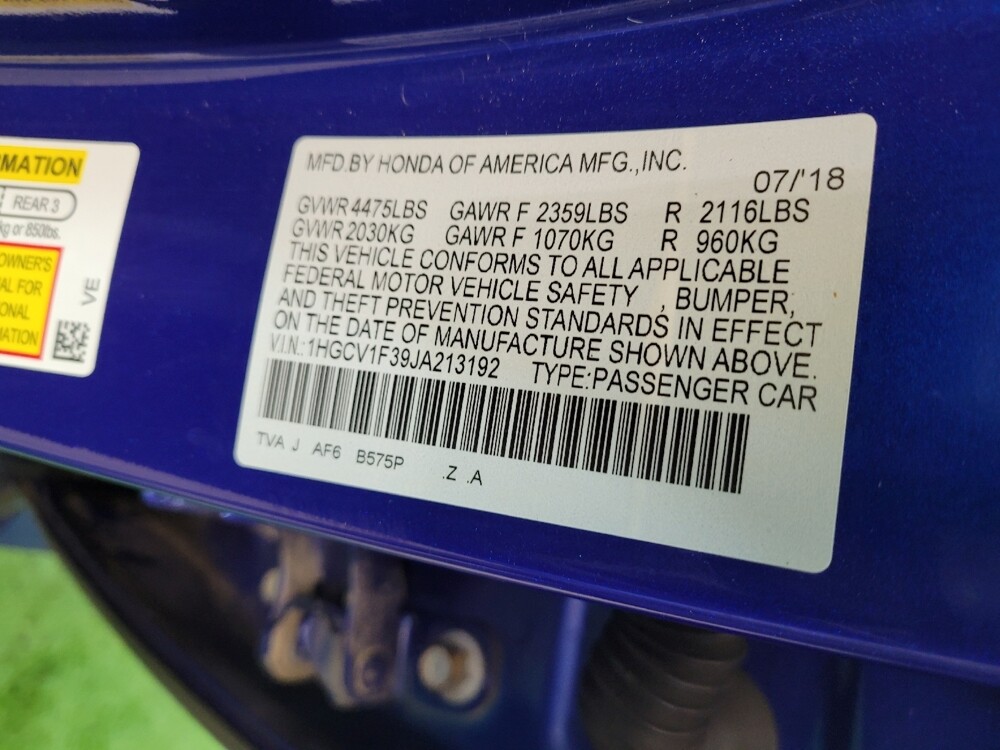 MATION
REAR 3
kg or 850lbs.
OWNER'S
AL FOR
ONAL
MATION
VE
MFD.BY HONDA OF AMERICA MFG.,INC.
07/'18
GVWR 4475LBS GAWR F 2359LBS R 2116LBS
GVWR 2030KG GAWR F 1070KG R 960KG
THIS VEHICLE CONFORMS TO ALL APPLICABLE
FEDERAL MOTOR VEHICLE SAFETY , BUMPER,
AND THEFT PREVENTION STANDARDS IN EFFECT
ON THE DATE OF MANUFACTURE SHOWN ABOVE.
V.I.N.:1HGCV1F39JA213192 TYPE:PASSENGER CAR
TVA J AF6 B575P .Z .A